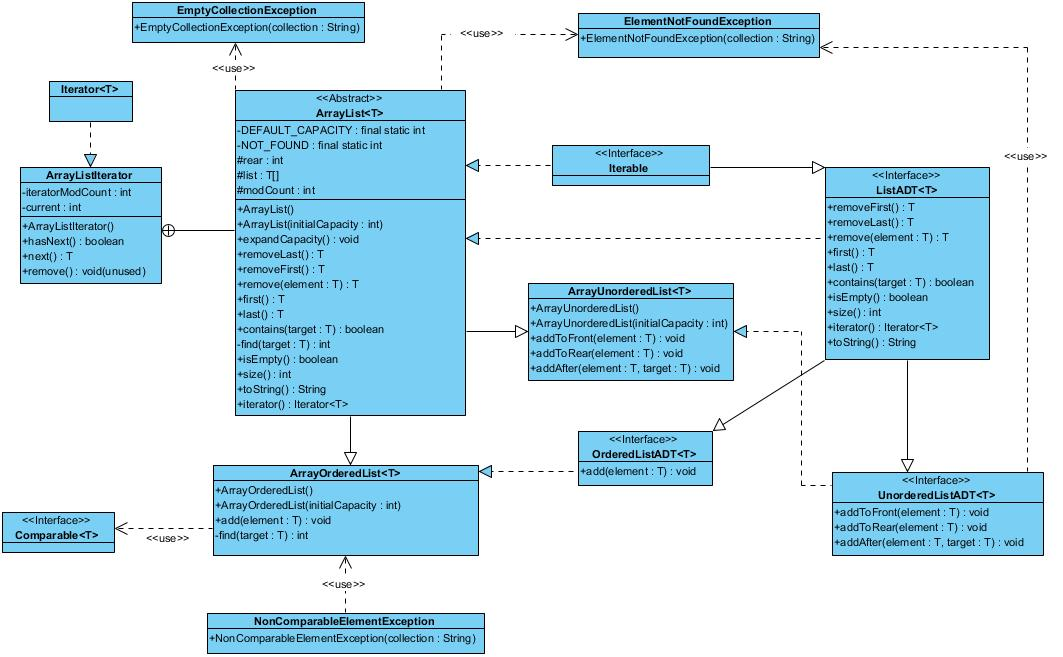 EmptyCollectionException
+EmptyCollectionException(collection : String)
ElementNotFoundException
+ElementNotFoundException(collection : String)
<<use>>
<<use>>
<<use>>
Iterator<T>
<<Abstract>>
ArrayList<T>
-DEFAULT_CAPACITY : final static int
-NOT_FOUND : final static int
#rear : int
#list : T[]
#modCount : int
+ArrayList()
+ArrayList(initialCapacity : int)
+expandCapacity() : void
+removeLast() : T
+removeFirst() : T
+remove(element : T) : T
+first() : T
+last() : T
+contains(target : T) : boolean
-find(target : T) : int
+isEmpty() : boolean
+size() : int
+toString() : String
+iterator() : Iterator<T>
ArrayListIterator
-iteratorModCount : int
-current : int
+ArrayListIterator()
+hasNext() : boolean
+next() : T
+remove() : void(unused)
<<Interface>>
Iterable
<<Interface>>
ListADT<T>
+removeFirst() : T
+removeLast() : T
+remove(element : T) : T
+first() : T
+last() : T
+contains(target : T) : boolean
+isEmpty() : boolean
+size() : int
+iterator() : Iterator<T>
+toString() : String
ArrayUnorderedList<T>
+ArrayUnorderedList()
+ArrayUnorderedList(initialCapacity : int)
+addToFront(element : T) : void
+addToRear(element : T) : void
+addAfter(element : T, target : T) : void
<<Interface>>
OrderedListADT<T>
+add(element : T) : void
ArrayOrderedList<T>
+ArrayOrderedList()
+ArrayOrderedList(initialCapacity : int)
+add(element : T) : void
-find(target : T) : int
<<Interface>>
UnorderedListADT<T>
+addToFront(element : T) : void
+addToRear(element : T) : void
+addAfter(element : T, target : T) : void
<<Interface>>
Comparable<T>
<<use>>
<<use>>
NonComparableElementException
+NonComparableElementException(collection : String)